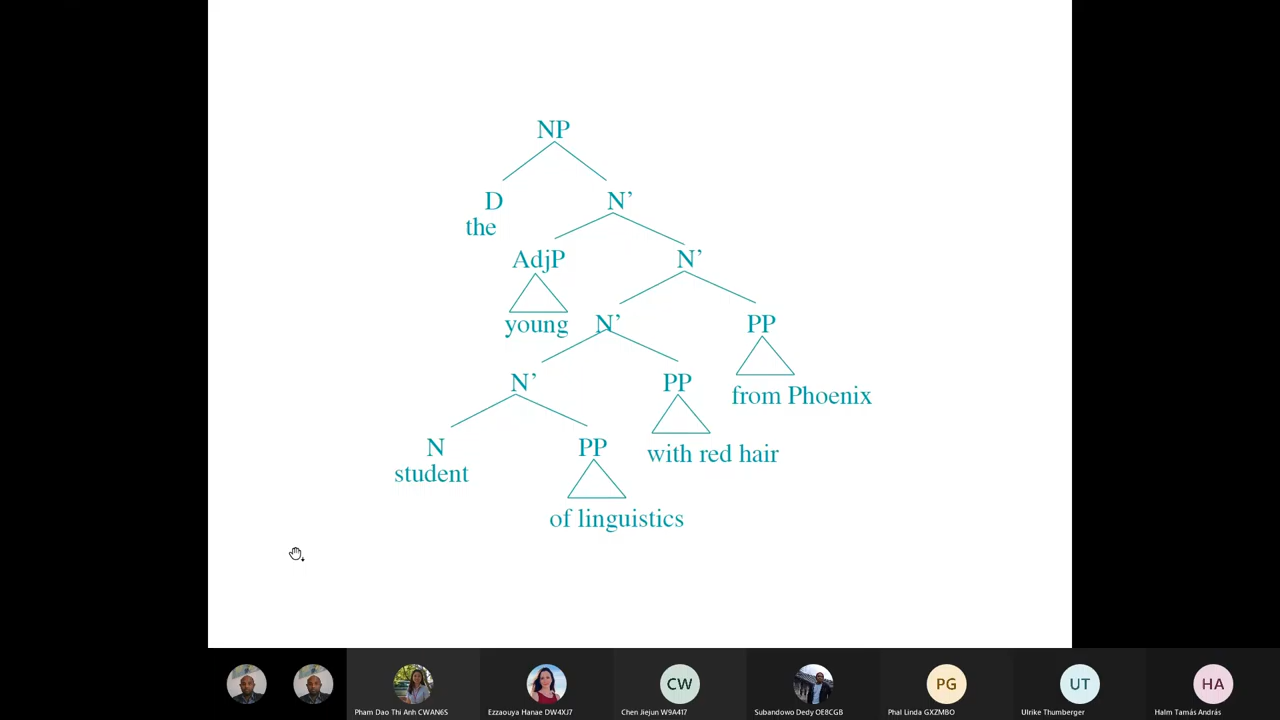 NP
D
N’
the
AdjP
N’
young
N’
PP
from Phoenix
N’
PP
with red hair
N
PP
student
of linguistics
CW
PG
UT
HA
Pham Dao Thi Anh CWAN6S
Ezzaouya Hanae DW4XJ7
Chen Jiejun W9A417
Subandowo Dedy OE8CGB
Phal Linda GXZMBO
Ulrike Thumberger
Halm Tamás András